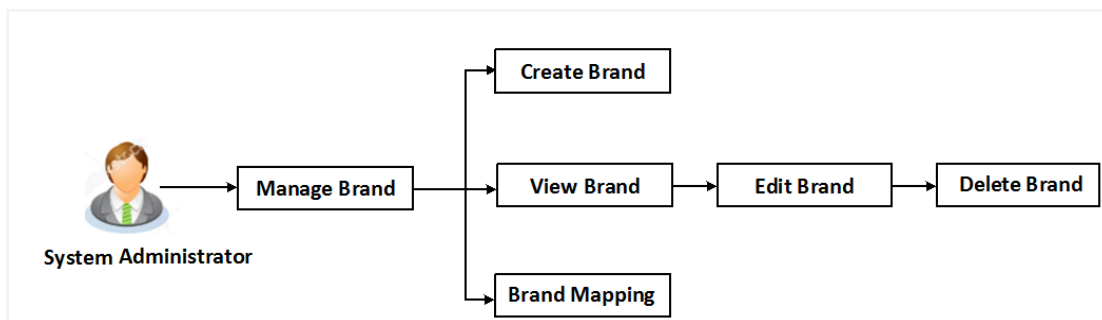 Create Brand
Manage Brand
View Brand
Edit Brand
Delete Brand
System Administrator
Brand Mapping